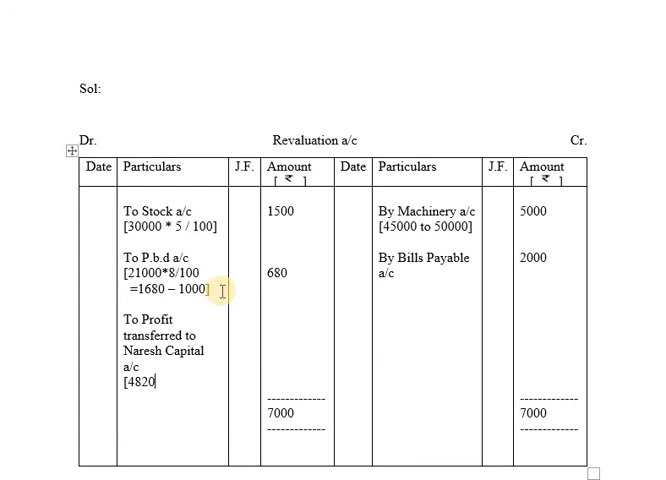 Sol:
Dr. Revaluation a/c Cr.
Date Particulars J.F. Amount Date Particulars J.F. Amount
[ ₹ ] [ ₹ ]
To Stock a/c 1500 By Machinery a/c 5000
[30000 * 5 / 100] [45000 to 50000]
To P.b.d a/c By Bills Payable 2000
[21000*8/100 680 a/c
=1680 – 1000]
To Profit
transferred to
Naresh Capital
a/c
[4820
------------- -------------
7000 7000
------------- -------------